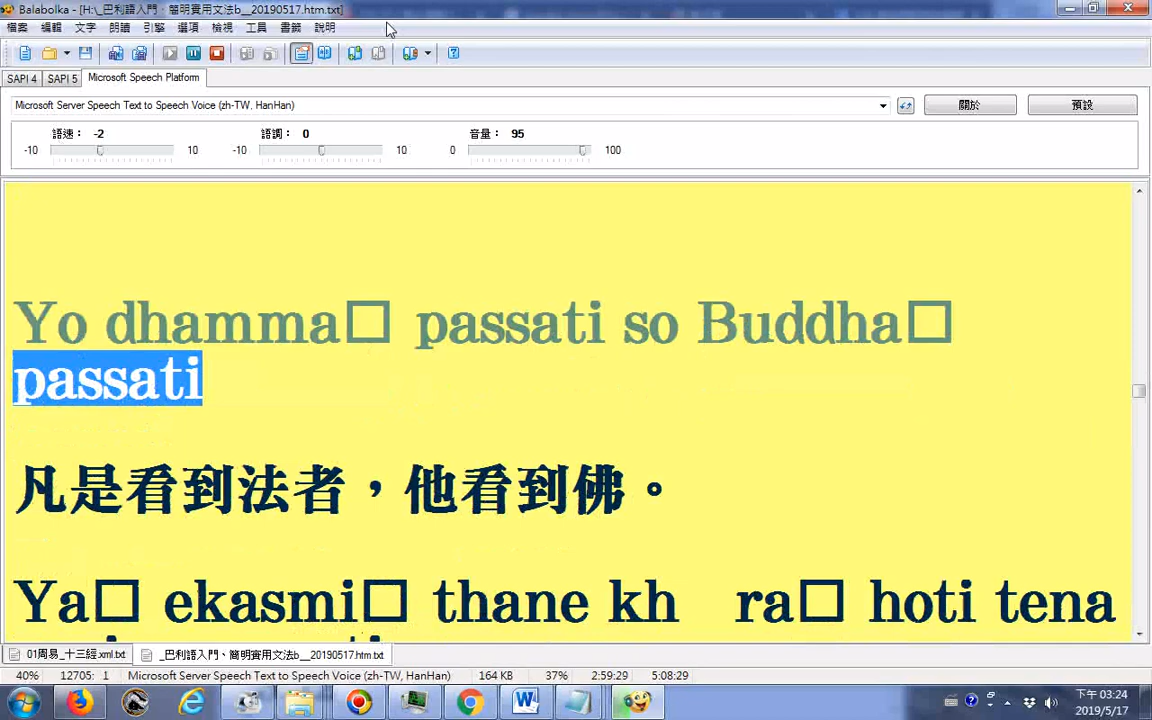 Balabolka - [H:\_巴利語入門、簡明實用文法b__20190517.htm.txt]
檔案 編輯 文字 朗讀 引擎 選項 檢視 工具 書籤 說明
SAPI 4 SAPI 5 Microsoft Speech Platform
Microsoft Server Speech Text to Speech Voice (zh-TW, HanHan) 關於 預設
語速： -2 語調： 0 音量： 95
-10 10 -10 10 0 100
Yo dhamma□ passati so Buddha□
passati
凡是看到法者，他看到佛。
Ya□ ekasmi□ thane kh ra□ hoti tena
01周易_十三經.xml.txt _巴利語入門、簡明實用文法b__20190517.htm.txt
40% 12705: 1 Microsoft Server Speech Text to Speech Voice (zh-TW, HanHan) 164 KB 37% 2:59:29 5:08:29
下午 03:24
2019/5/17